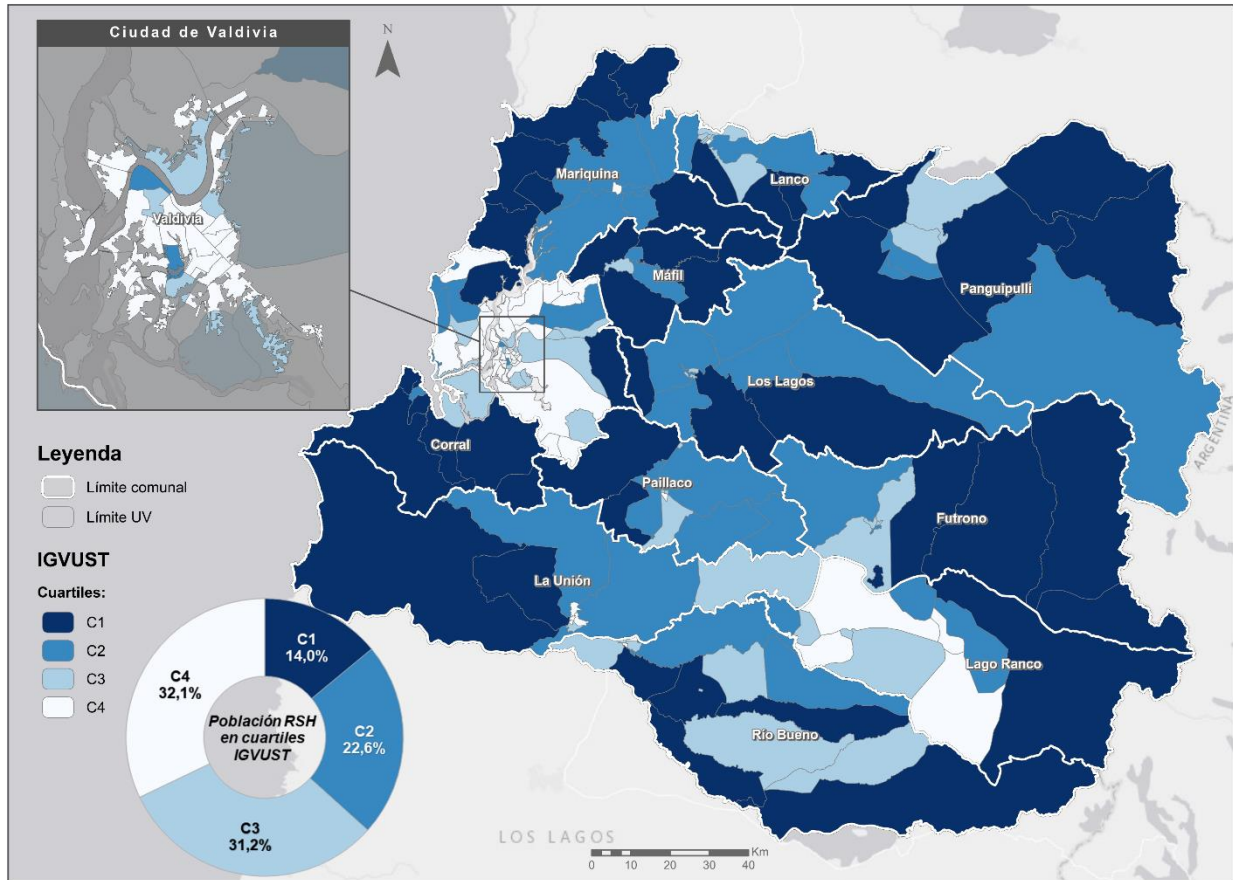 Ciudad de Valdivia
Valdivia
N
Mariquina
Lanco
Máfil
Panguipulli
Los Lagos
Corral
Paillaco
Futrono
La Unión
Lago Ranco
Río Bueno
ARGENTINA
LOS LAGOS
Leyenda
Límite comunal
Límite UV
IGVUST
Cuartiles:
C1
C2
C3
C4
C1
14,0%
C2
22,6%
C3
31,2%
C4
32,1%
Población RSH
en cuartiles
IGVUST
Km
0 10 20 30 40